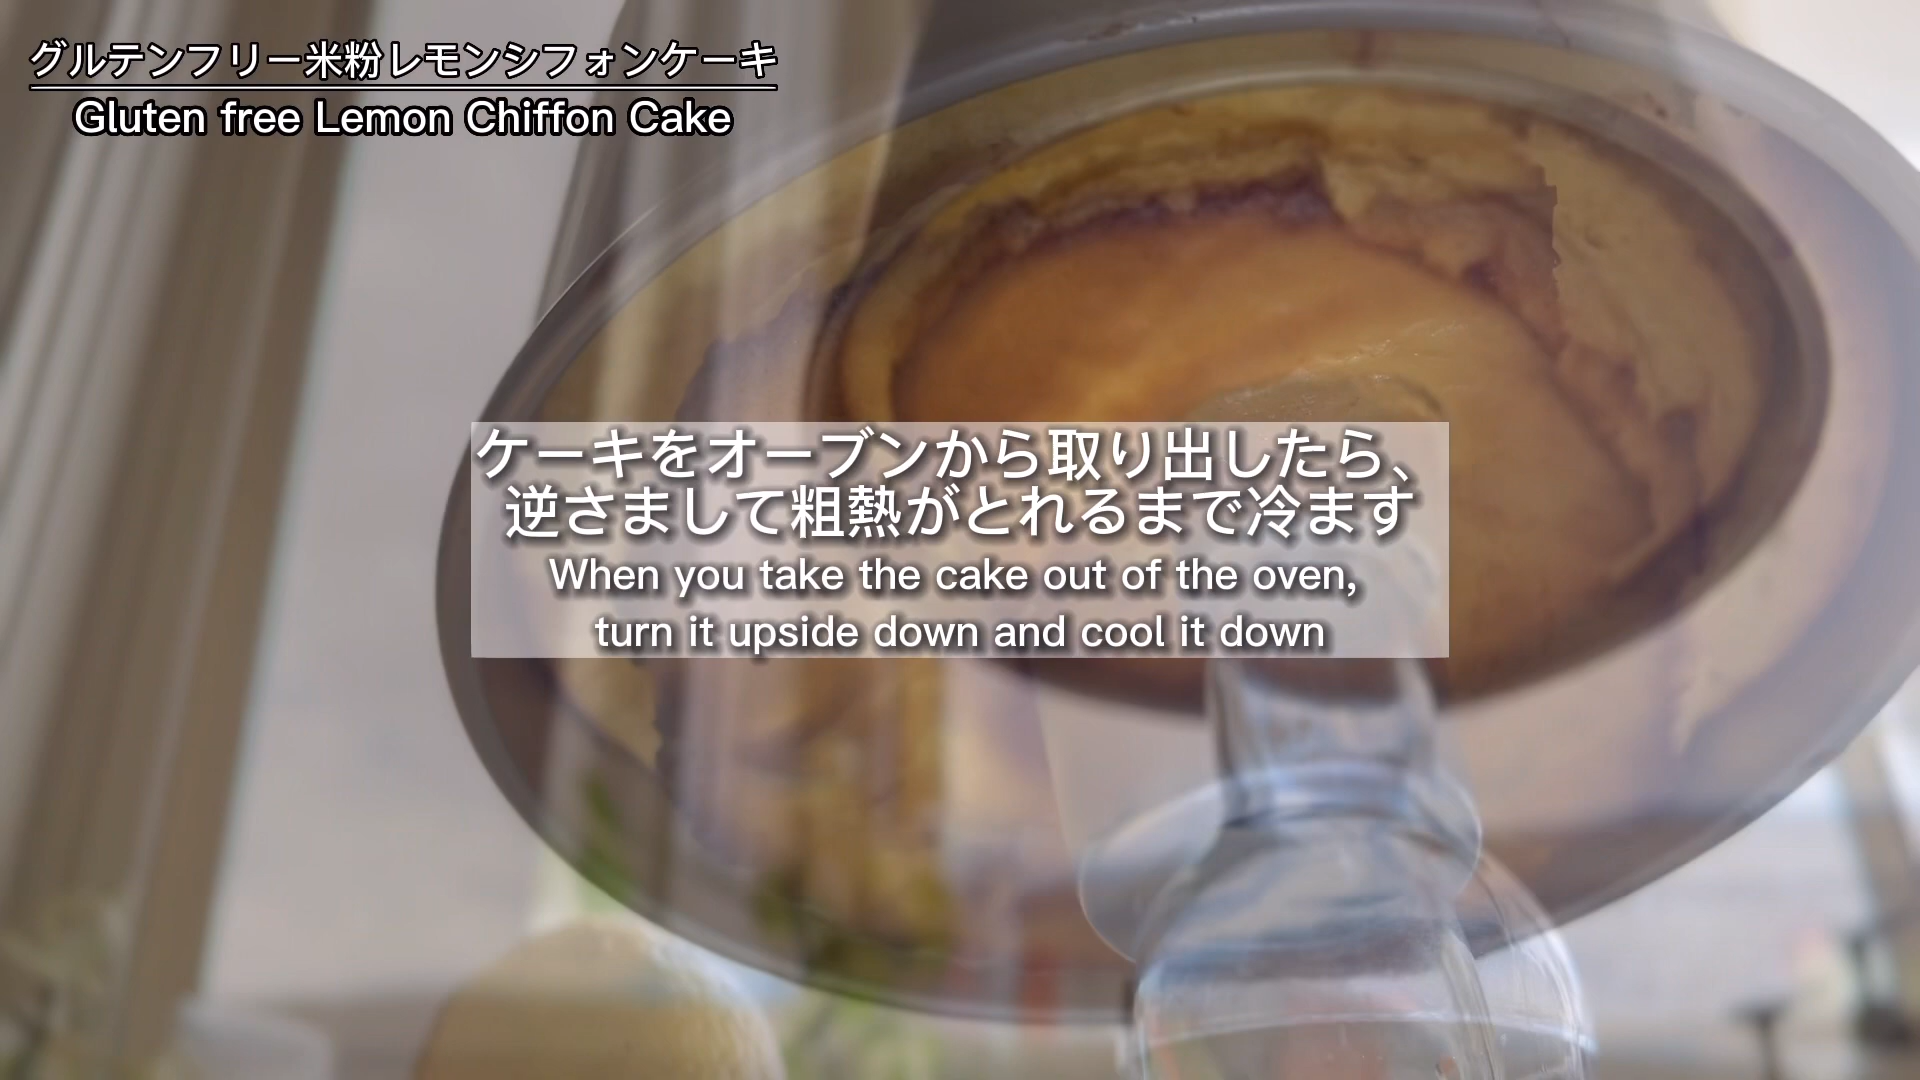 グルテンフリー米粉レモンシフォンケーキ
Gluten free Lemon Chiffon Cake
ケーキをオーブンから取り出したら、
逆さまして粗熱がとれるまで冷ます
When you take the cake out of the oven,
turn it upside down and cool it down